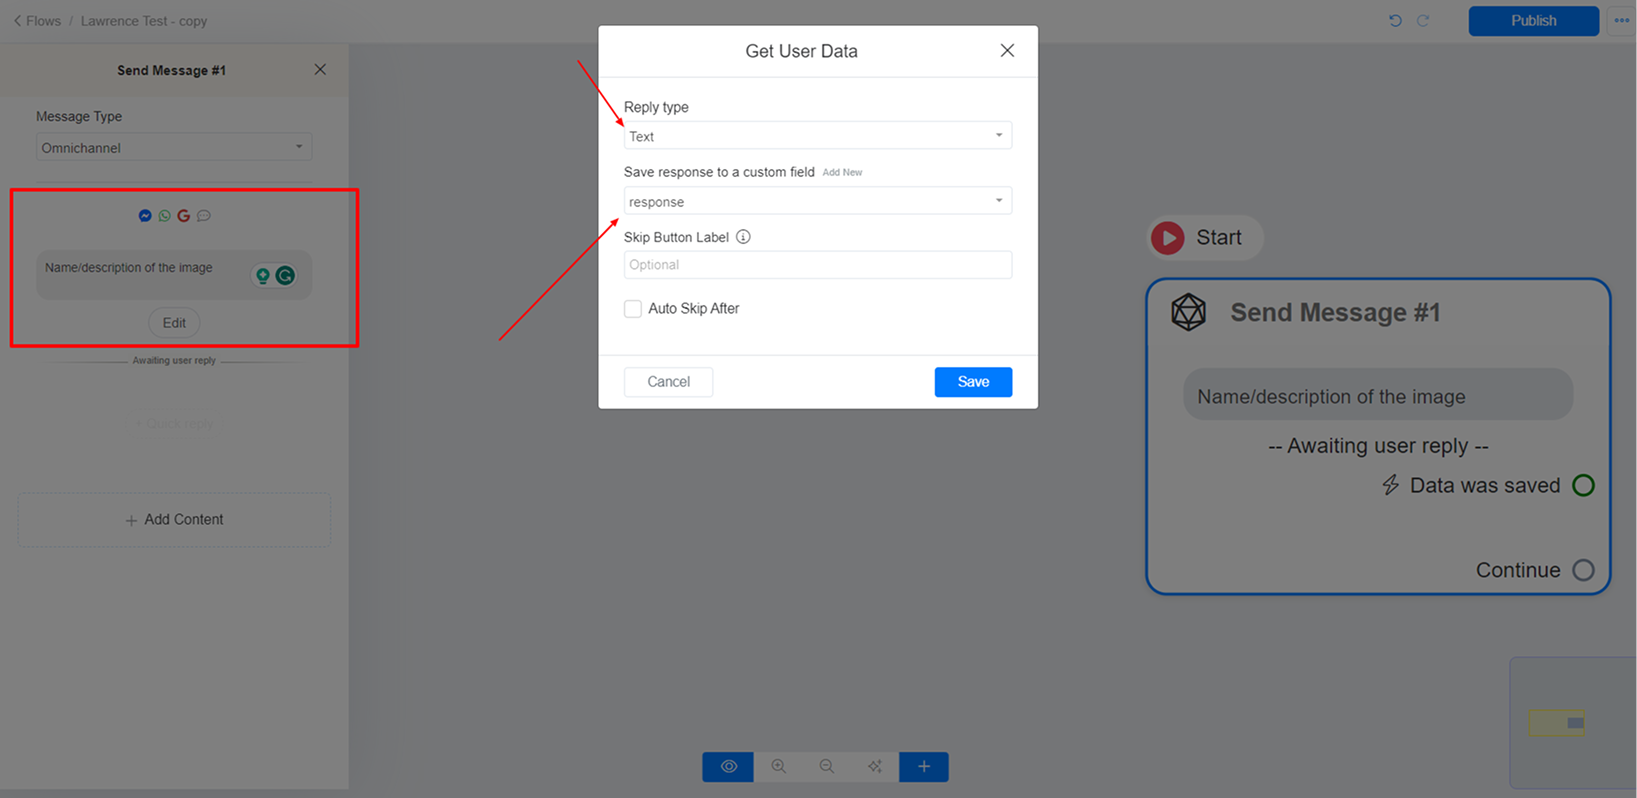 Flows / Lawrence Test - copy
Publish
Send Message #1
Message Type
Omnichannel
Name/description of the image
Edit
Awaiting user reply
+ Quick reply
+ Add Content
Get User Data
Reply type
Text
Save response to a custom field Add New
response
Skip Button Label
Optional
Auto Skip After
Cancel
Save
Start
Send Message #1
Name/description of the image
-- Awaiting user reply --
Data was saved
Continue